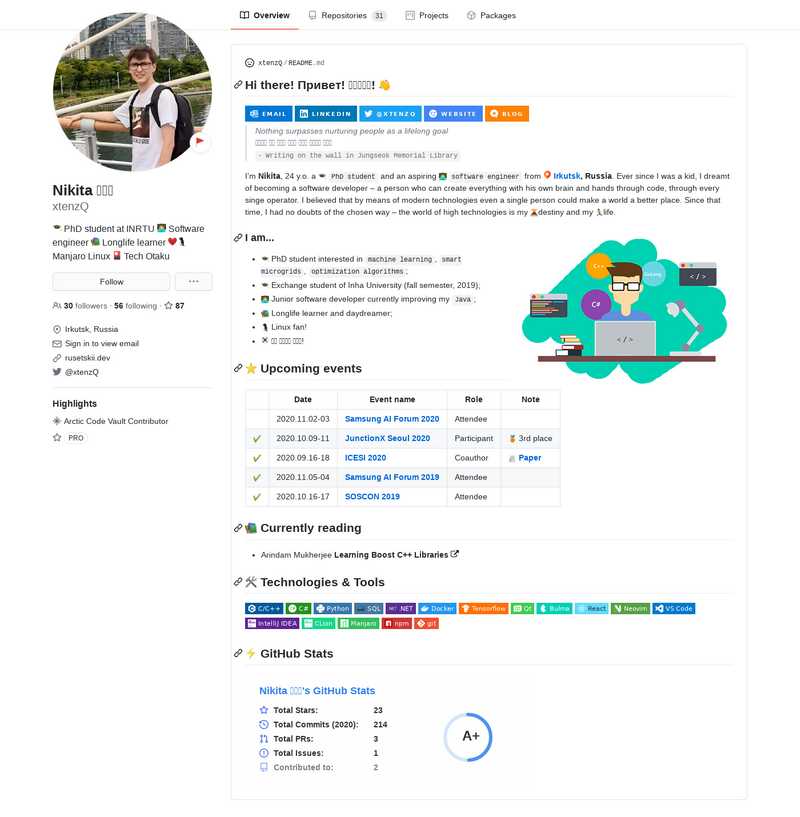 Overview
Repositories 31
Projects
Packages
Nikita
xtenzQ
PhD student at INRTU Software
engineer Longlife learner
Manjaro Linux Tech Otaku
Follow
30 followers · 56 following · 87
Irkutsk, Russia
Sign in to view email
rusetskii.dev
@xtenzQ
Highlights
Arctic Code Vault Contributor
PRO
xtenzQ/README.md
Hi there! Привет!
EMAIL
LINKEDIN
@XTENZQ
WEBSITE
BLOG
Nothing surpasses nurturing people as a lifelong goal
- Writing on the wall in Jungseok Memorial Library
I'm Nikita, 24 y.o. a PhD student and an aspiring software engineer from Irkutsk, Russia. Ever since I was a kid, I dreamt
of becoming a software developer – a person who can create everything with his own brain and hands through code, through every
singe operator. I believed that by means of modern technologies even a single person could make a world a better place. Since that
time, I had no doubts of the chosen way – the world of high technologies is my destiny and my life.
I am...
PhD student interested in machine learning, smart
microgrids, optimization algorithms;
Exchange student of Inha University (fall semester, 2019);
Junior software developer currently improving my Java;
Longlife learner and daydreamer;
Linux fan!
C++
C#
</>
</>
Upcoming events
Date Event name Role Note
2020.11.02-03 Samsung AI Forum 2020 Attendee
2020.10.09-11 JunctionX Seoul 2020 Participant 3rd place
2020.09.16-18 ICESI 2020 Coauthor Paper
2020.11.05-04 Samsung AI Forum 2019 Attendee
2020.10.16-17 SOSCON 2019 Attendee
Currently reading
Arindam Mukherjee Learning Boost C++ Libraries
Technologies & Tools
C/C++ C# Python SQL .NET Docker Tensorflow Qt Bulma React Neovim VS Code
IntelliJ IDEA CLion Manjaro npm git
GitHub Stats
Nikita 's GitHub Stats
Total Stars: 23
Total Commits (2020): 214
Total PRs: 3
Total Issues: 1
Contributed to: 2
A+